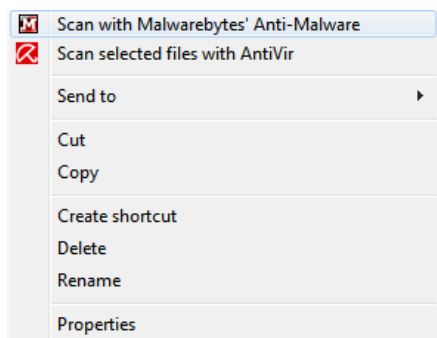 Scan with Malwarebytes' Anti-Malware
Scan selected files with AntiVir
Send to
Cut
Copy
Create shortcut
Delete
Rename
Properties